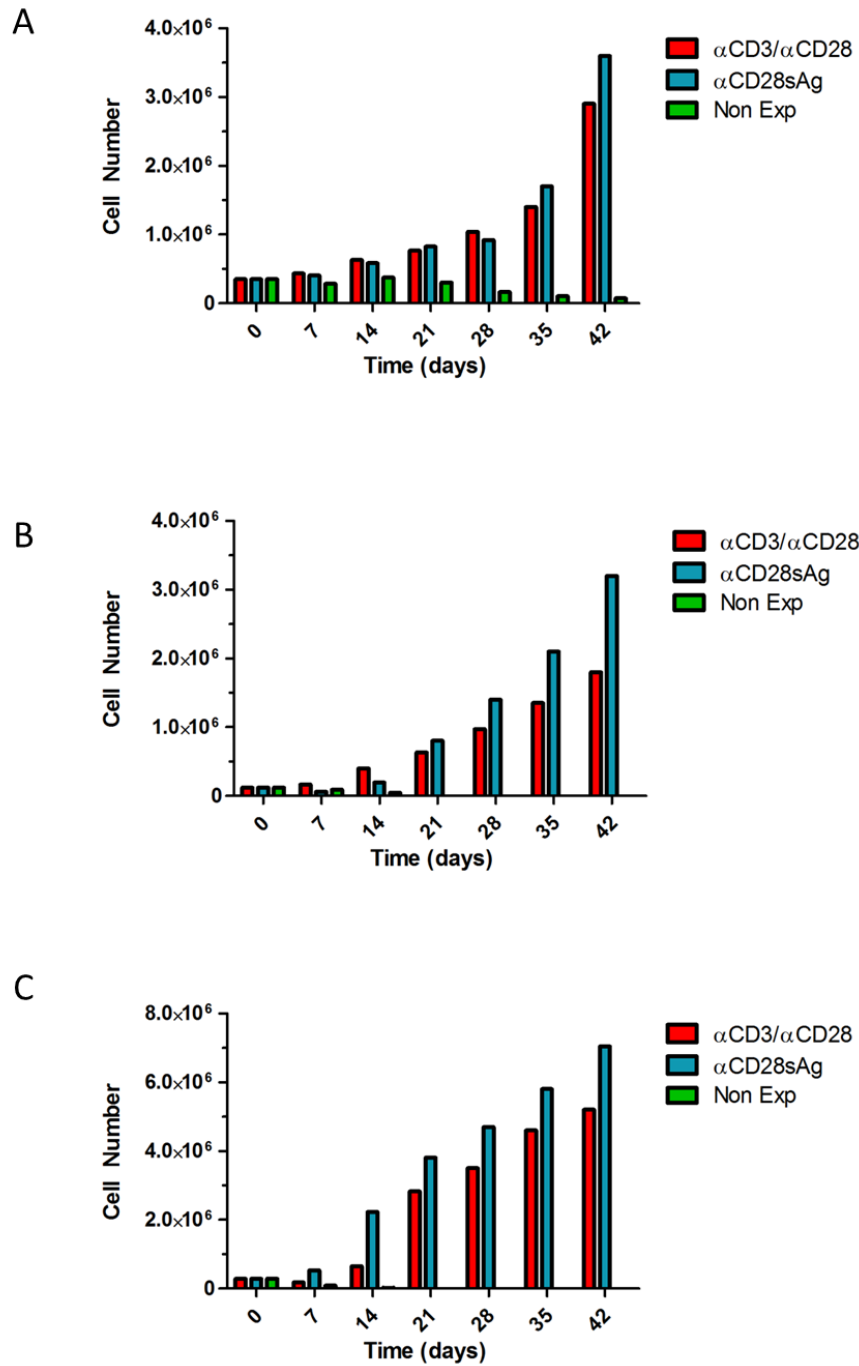 A
4.0×10⁶
3.0×10⁶
2.0×10⁶
1.0×10⁶
0
Cell Number
0 7 14 21 28 35 42
Time (days)
αCD3/αCD28
αCD28sAg
Non Exp
B
4.0×10⁶
3.0×10⁶
2.0×10⁶
1.0×10⁶
0
Cell Number
0 7 14 21 28 35 42
Time (days)
αCD3/αCD28
αCD28sAg
Non Exp
C
8.0×10⁶
6.0×10⁶
4.0×10⁶
2.0×10⁶
0
Cell Number
0 7 14 21 28 35 42
Time (days)
αCD3/αCD28
αCD28sAg
Non Exp